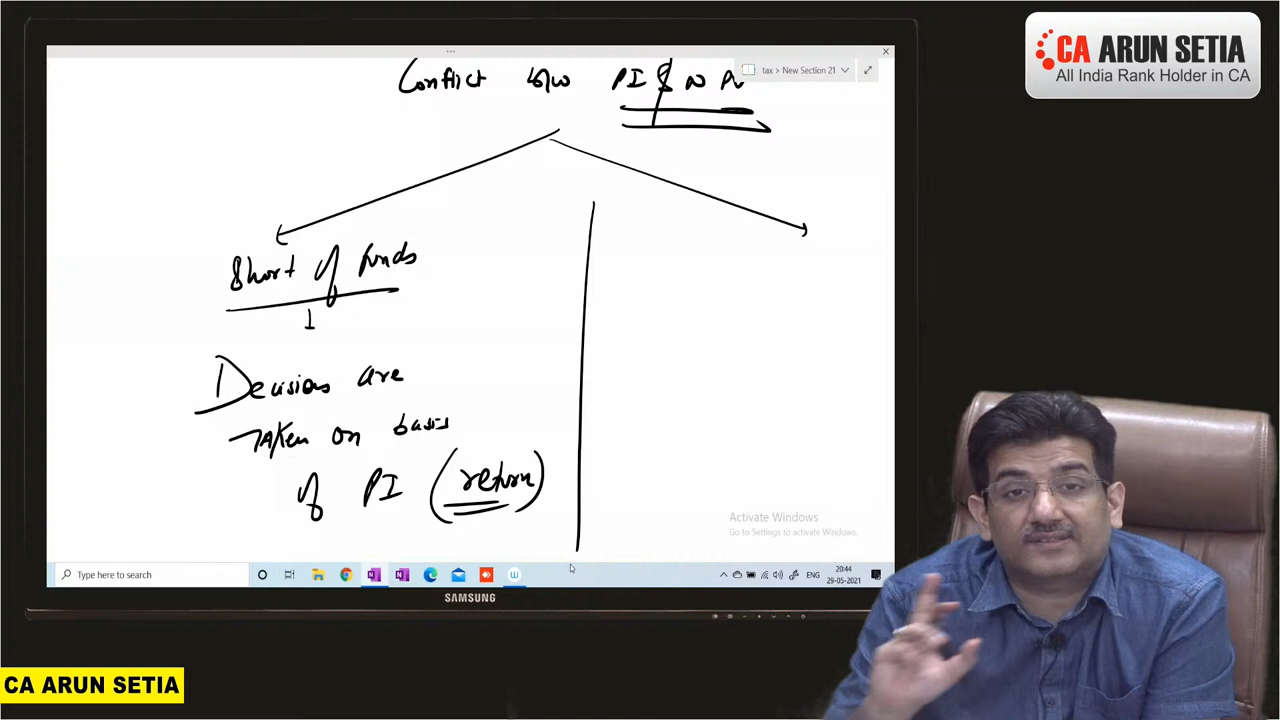 CA ARUN SETIA
All India Rank Holder in CA
tax > New Section 21
Conflict b/w PI & NPV
Short of funds
Decisions are
Taken on basis
of PI (return)
Activate Windows
Go to Settings to activate Windows.
Type here to search
W
ENG
20:44
29-05-2021
SAMSUNG
CA ARUN SETIA